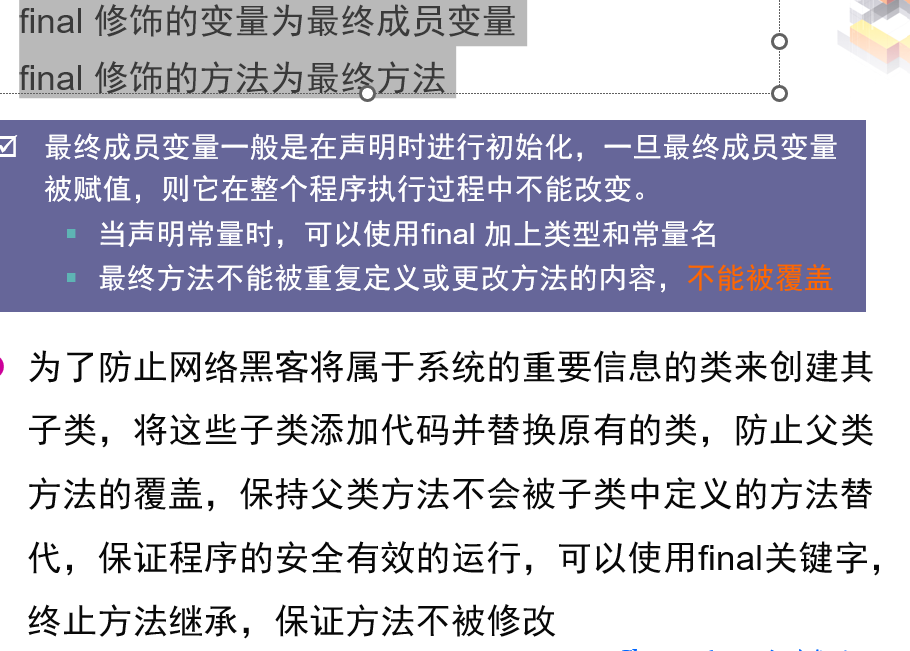 final 修饰的变量为最终成员变量
final 修饰的方法为最终方法
最终成员变量一般是在声明时进行初始化，一旦最终成员变量
被赋值，则它在整个程序执行过程中不能改变。
当声明常量时，可以使用final 加上类型和常量名
最终方法不能被重复定义或更改方法的内容，不能被覆盖
为了防止网络黑客将属于系统的重要信息的类来创建其
子类，将这些子类添加代码并替换原有的类，防止父类
方法的覆盖，保持父类方法不会被子类中定义的方法替
代，保证程序的安全有效的运行，可以使用final关键字，
终止方法继承，保证方法不被修改